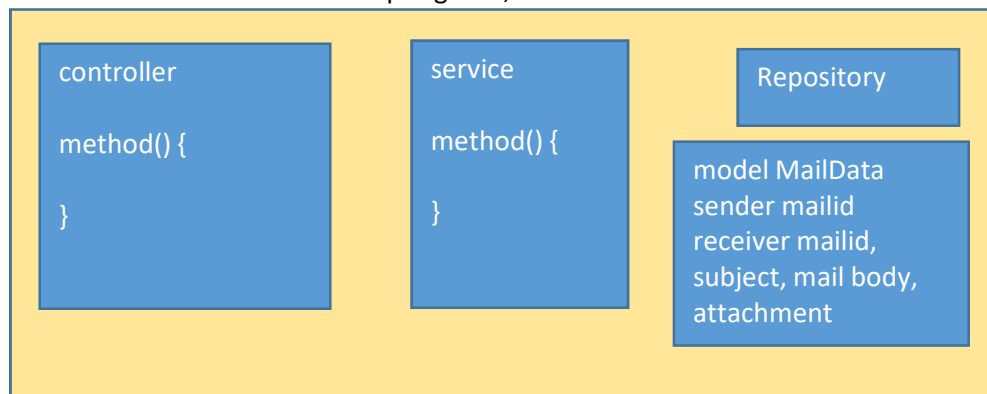 controller
method() {
}
service
method() {
}
Repository
model MailData
sender mailid
receiver mailid,
subject, mail body,
attachment